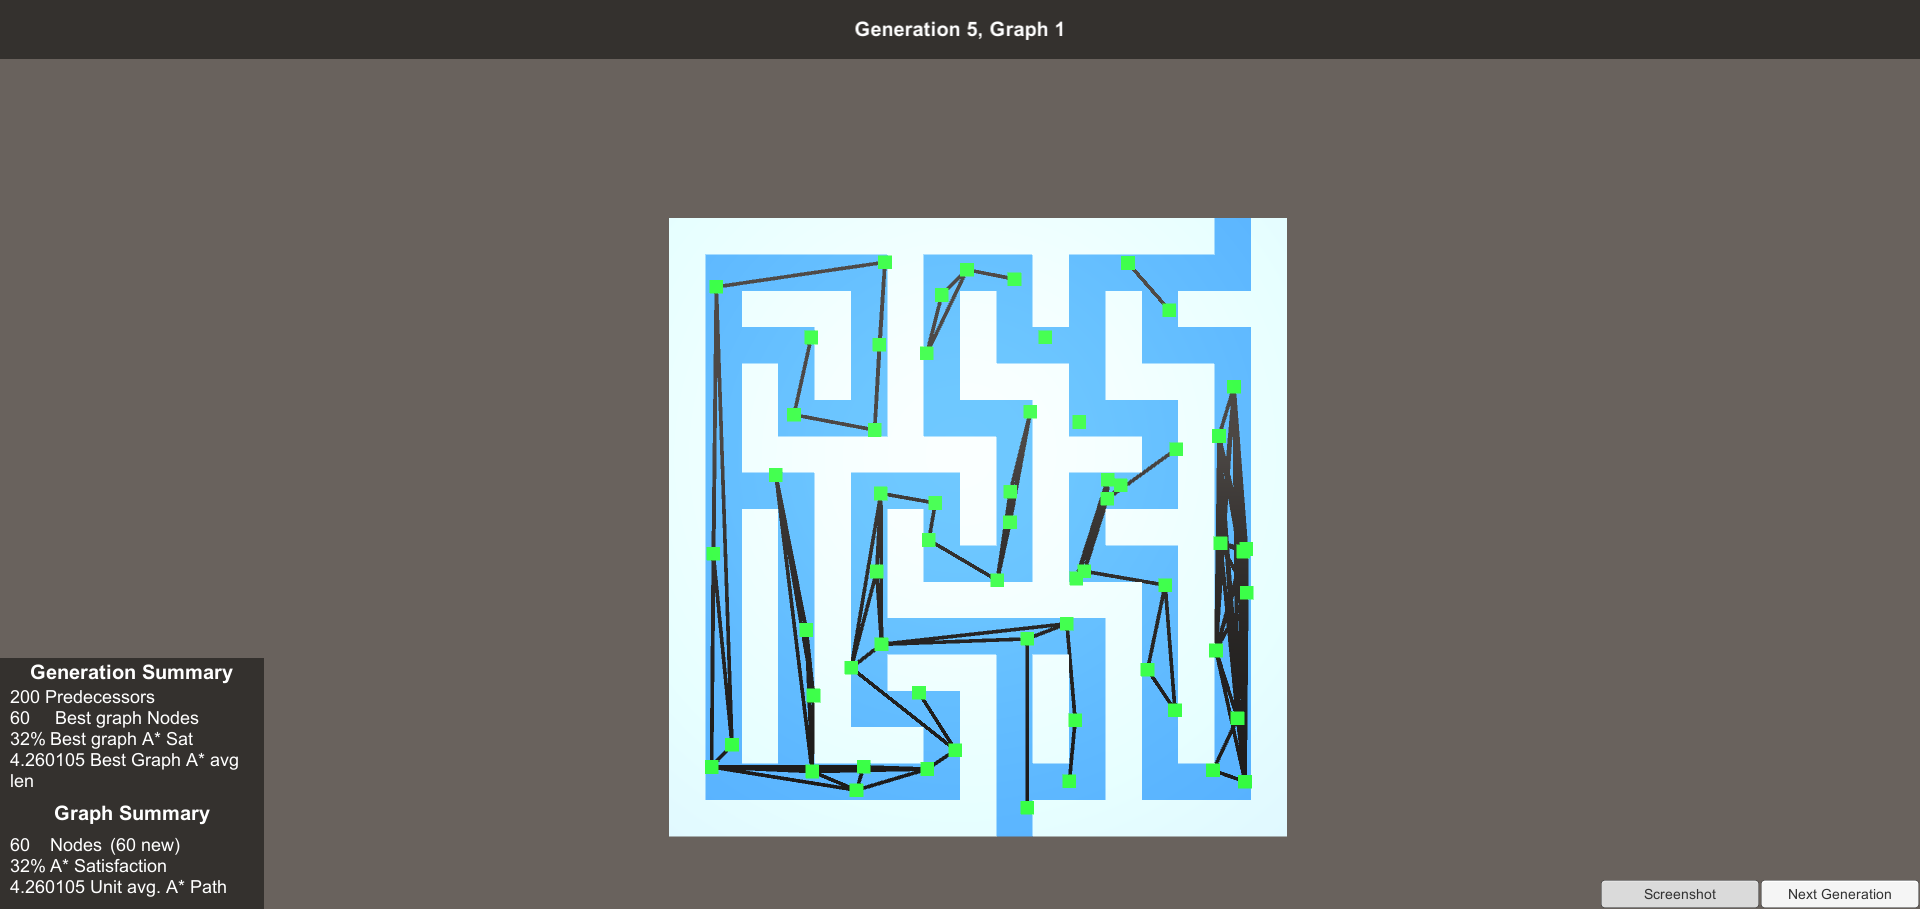 Generation 5, Graph 1
Generation Summary
200 Predecessors
60 Best graph Nodes
32% Best graph A* Sat
4.260105 Best Graph A* avg
len
Graph Summary
60 Nodes (60 new)
32% A* Satisfaction
4.260105 Unit avg. A* Path
Screenshot
Next Generation